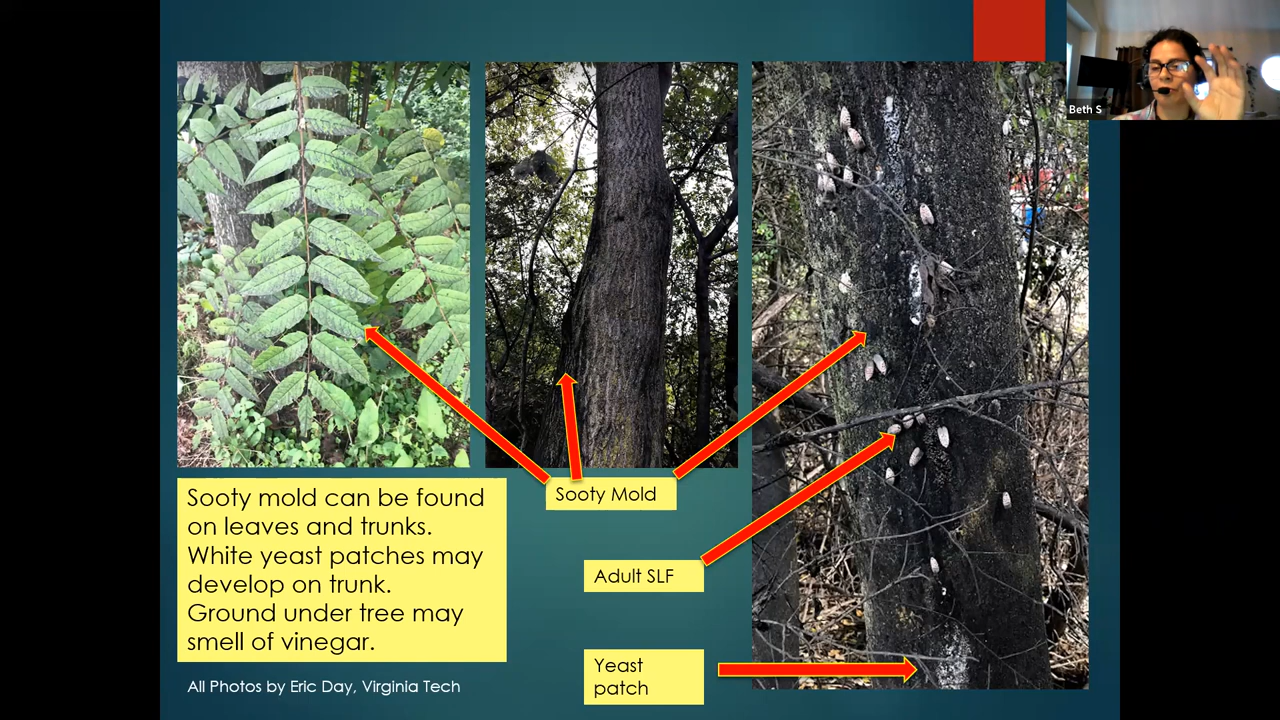 Beth S
Sooty mold can be found
on leaves and trunks.
White yeast patches may
develop on trunk.
Ground under tree may
smell of vinegar.
Sooty Mold
Adult SLF
Yeast
patch
All Photos by Eric Day, Virginia Tech